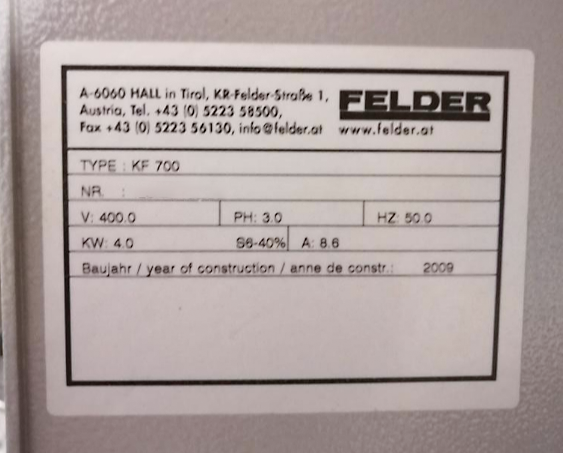 A-6060 HALL in Tirol, KR-Felder-Straße 1,
Austria, Tel. +43 (0) 5223 58500,
Fax +43 (0) 5223 56130, info@felder.at
FELDER
www.felder.at
TYPE : KF 700
NR. :
V: 400.0 PH: 3.0 HZ: 50.0
KW: 4.0 S6-40% A: 8.6
Baujahr / year of construction / anne de constr.: 2009